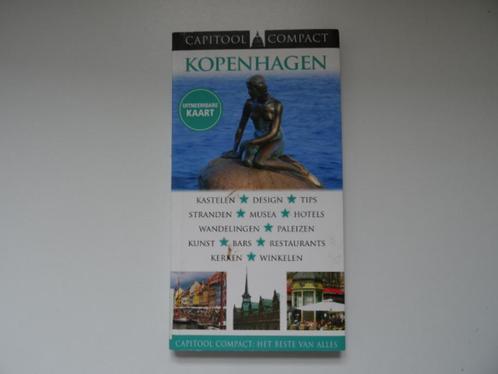 CAPITOOL COMPACT
KOPENHAGEN
UITNEEMBARE
KAART
KASTELEN ★ DESIGN ★ TIPS
STRANDEN ★ MUSEA ★ HOTELS
WANDELINGEN ★ PALEIZEN
KUNST ★ BARS ★ RESTAURANTS
KERKEN ★ WINKELEN
CAPITOOL COMPACT: HET BESTE VAN ALLES